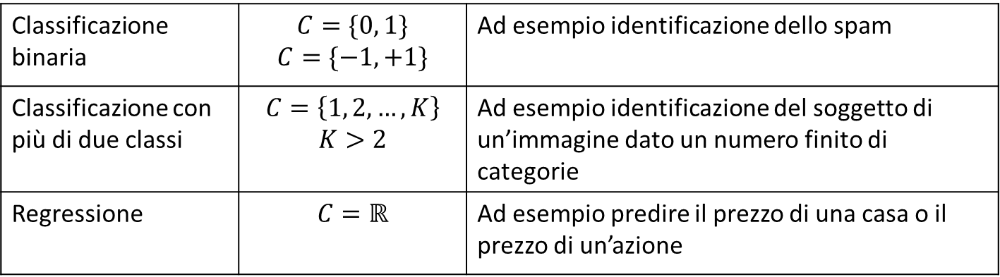 Classificazione
binaria
C = {0, 1}
C = {−1, +1}
Ad esempio identificazione dello spam
Classificazione con
più di due classi
C = {1, 2, … , K}
K > 2
Ad esempio identificazione del soggetto di
un’immagine dato un numero finito di
categorie
Regressione
C = ℝ
Ad esempio predire il prezzo di una casa o il
prezzo di un’azione